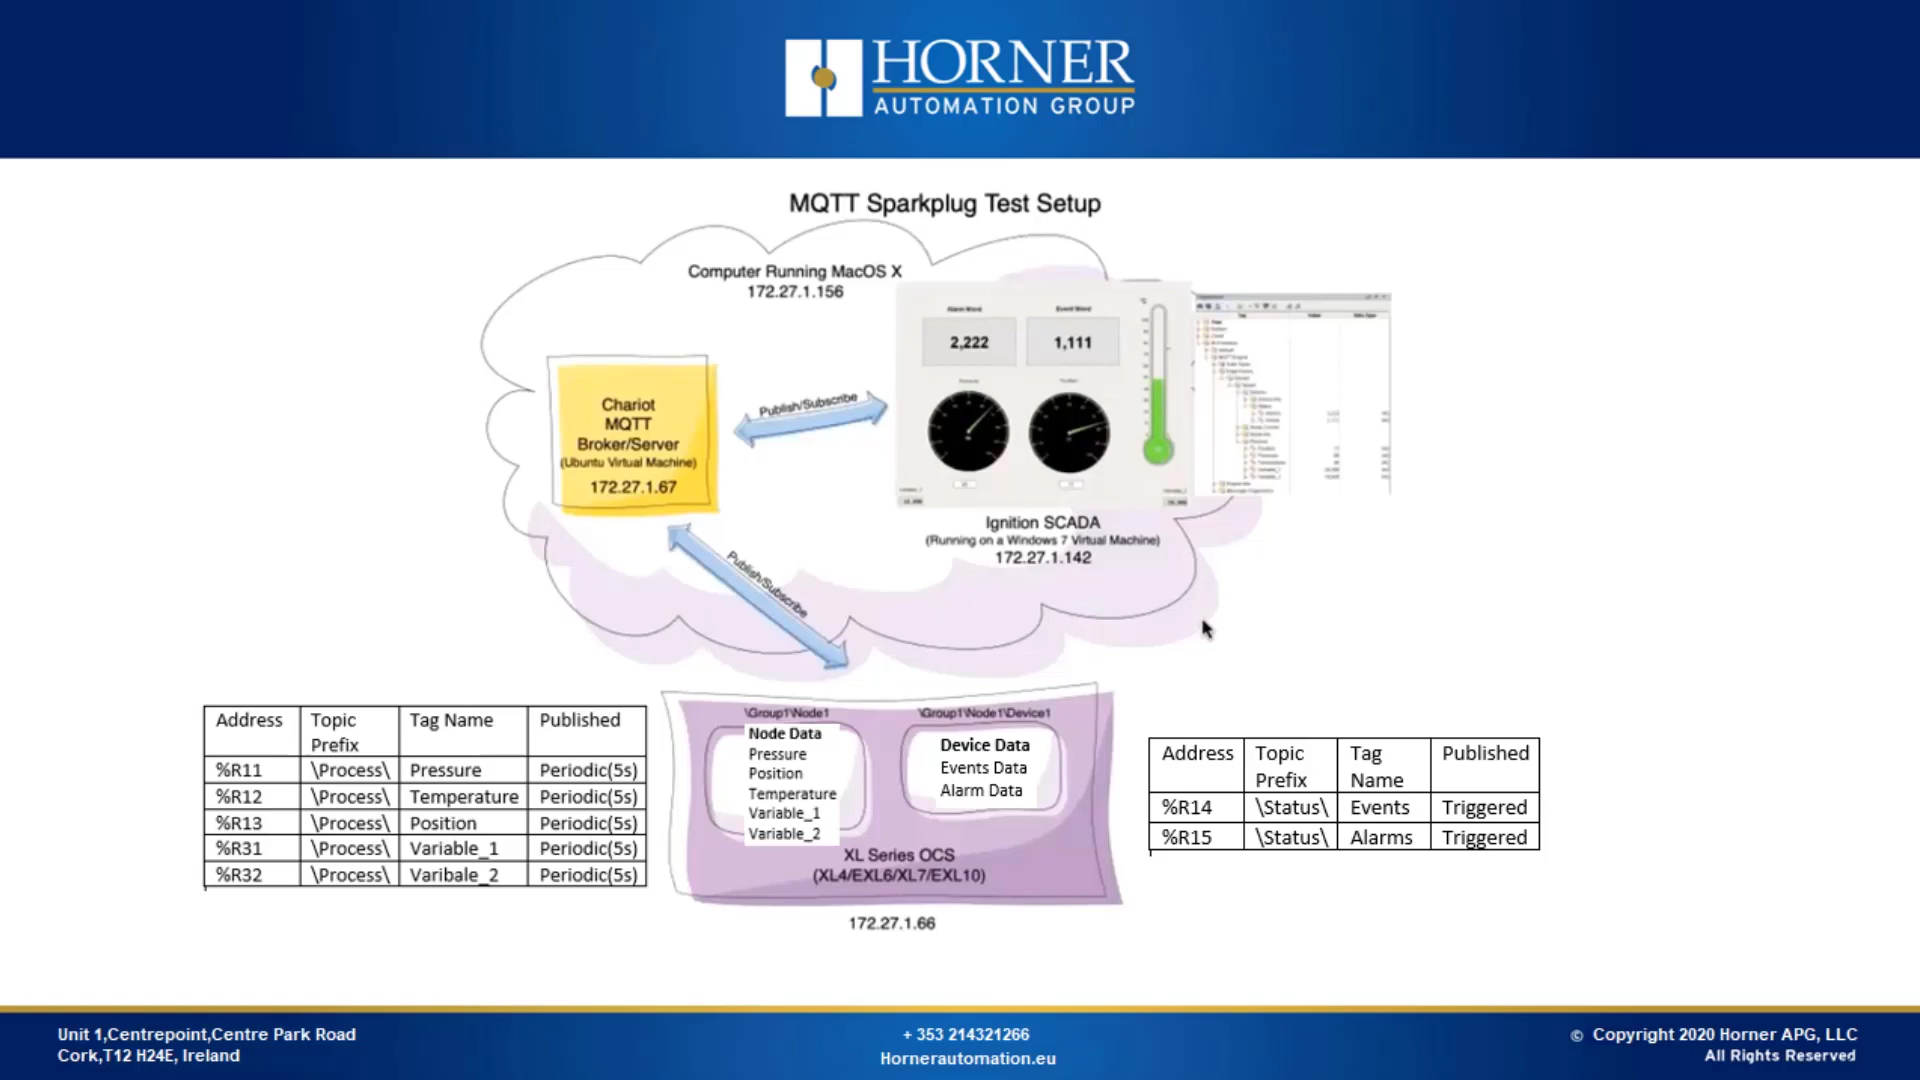 HORNER
AUTOMATION GROUP
MQTT Sparkplug Test Setup
Computer Running MacOS X
172.27.1.156
Alarm Word
Event Word
2,222
1,111
Chariot
MQTT
Broker/Server
(Ubuntu Virtual Machine)
172.27.1.67
Publish/Subscribe
Ignition SCADA
(Running on a Windows 7 Virtual Machine)
172.27.1.142
Publish/Subscribe
Address Topic Prefix Tag Name Published
%R11 \Process\ Pressure Periodic(5s)
%R12 \Process\ Temperature Periodic(5s)
%R13 \Process\ Position Periodic(5s)
%R31 \Process\ Variable_1 Periodic(5s)
%R32 \Process\ Varibale_2 Periodic(5s)
\Group1\Node1
Node Data
Pressure
Position
Temperature
Variable_1
Variable_2
\Group1\Node1\Device1
Device Data
Events Data
Alarm Data
XL Series OCS
(XL4/EXL6/XL7/EXL10)
172.27.1.66
Address Topic Prefix Tag Name Published
%R14 \Status\ Events Triggered
%R15 \Status\ Alarms Triggered
Unit 1,Centrepoint,Centre Park Road
Cork,T12 H24E, Ireland
+ 353 214321266
Hornerautomation.eu
© Copyright 2020 Horner APG, LLC
All Rights Reserved